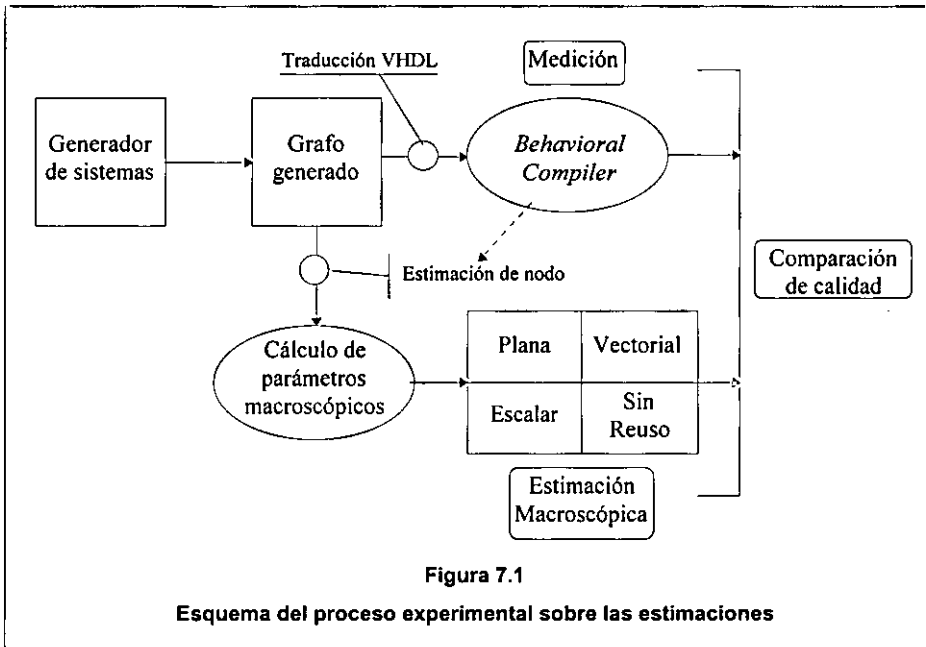 Traducción VHDL
Medición
Generador
de sistemas
Grafo
generado
Behavioral
Compiler
Estimación de nodo
Comparación
de calidad
Cálculo de
parámetros
macroscópicos
Plana
Vectorial
Escalar
Sin
Reuso
Estimación
Macroscópica
Figura 7.1
Esquema del proceso experimental sobre las estimaciones